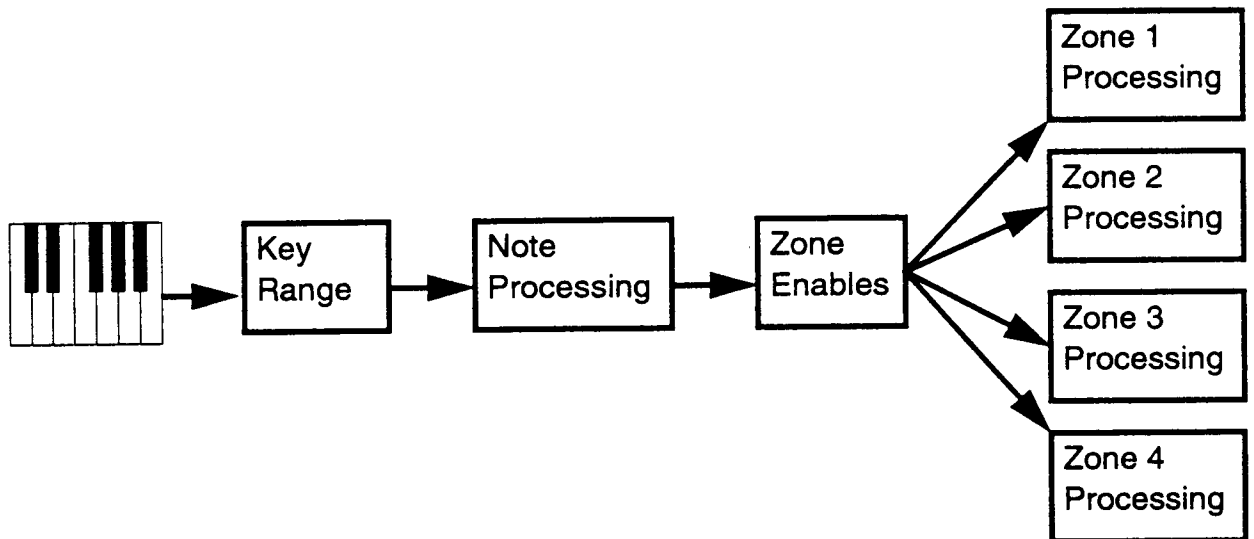 Key
Range
Note
Processing
Zone
Enables
Zone 1
Processing
Zone 2
Processing
Zone 3
Processing
Zone 4
Processing